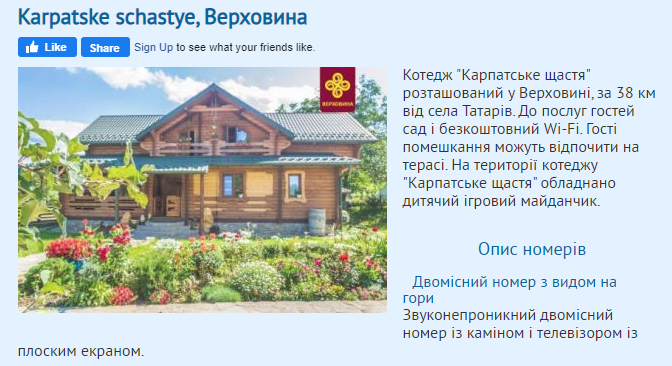 Karpatske schastye, Верховина
Like Share Sign Up to see what your friends like.
ВЕРХОВИНА
Котедж "Карпатське щастя"
розташований у Верховині, за 38 км
від села Татарів. До послуг гостей
сад і безкоштовний Wi-Fi. Гості
помешкання можуть відпочити на
терасі. На території котеджу
"Карпатське щастя" обладнано
дитячий ігровий майданчик.
Опис номерів
Двомісний номер з видом на
гори
Звуконепроникний двомісний
номер із каміном і телевізором із
плоским екраном.